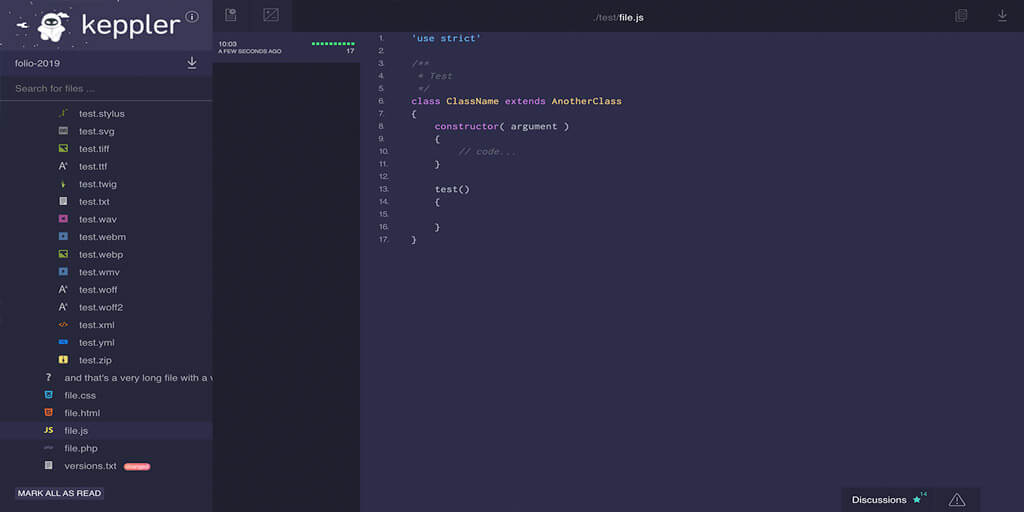 keppler
folio-2019
Search for files ...
test.stylus
test.svg
test.tiff
test.ttf
test.twig
test.txt
test.wav
test.webm
test.webp
test.wmv
test.woff
test.woff2
test.xml
test.yml
test.zip
? and that's a very long file with a v
file.css
file.html
JS file.js
php file.php
versions.txt changed
MARK ALL AS READ
10:03
A FEW SECONDS AGO 17
./test/file.js
1. 'use strict'
2.
3. /**
4. * Test
5. */
6. class ClassName extends AnotherClass
7. {
8. constructor( argument )
9. {
10. // code...
11. }
12.
13. test()
14. {
15.
16. }
17. }
Discussions 14